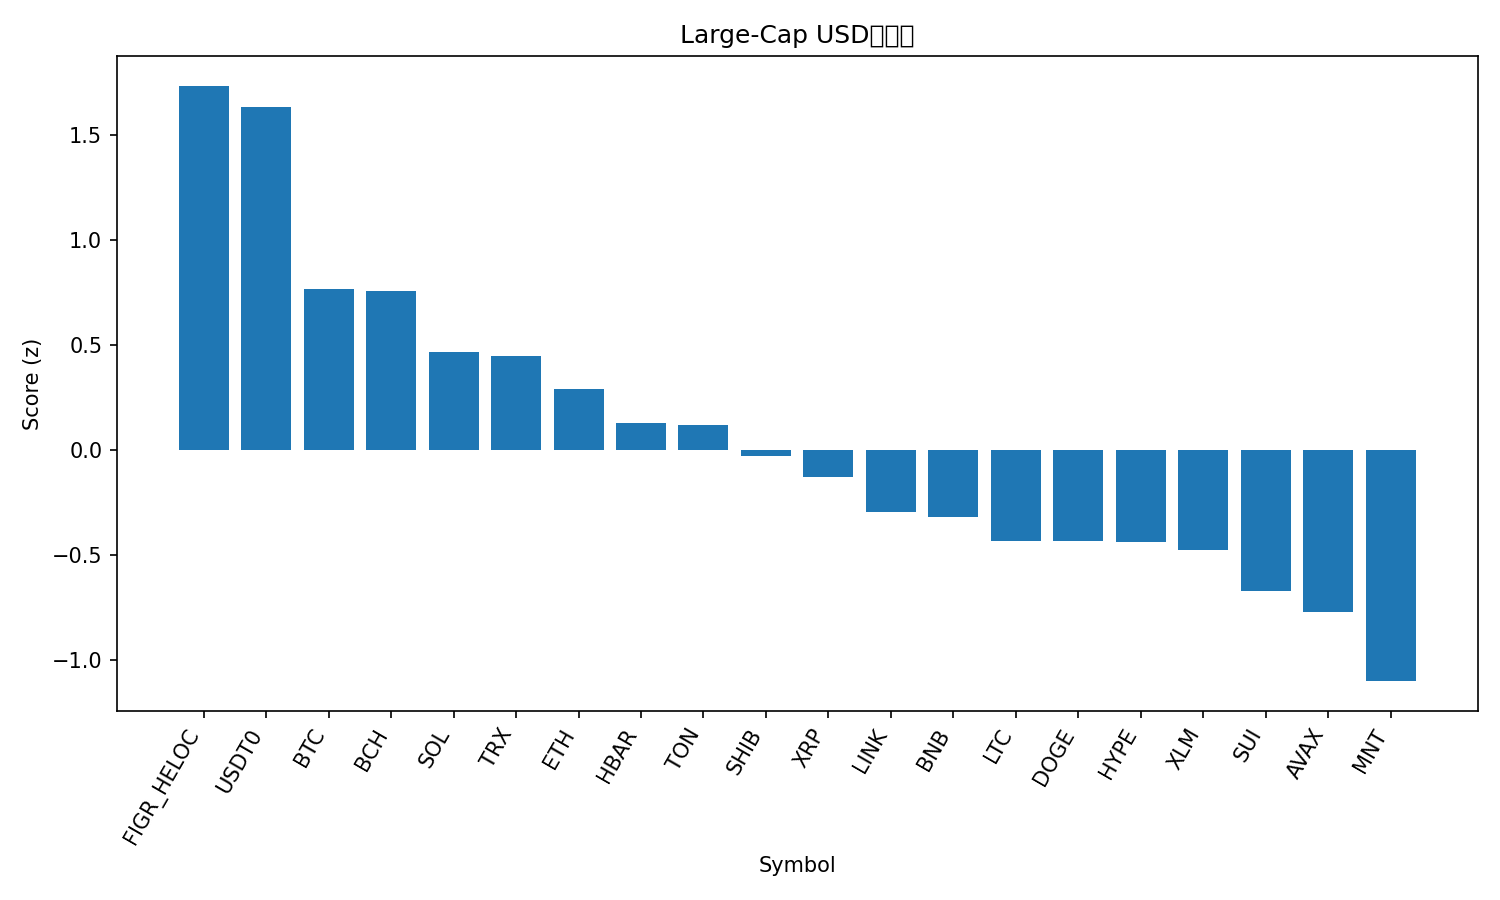 Large-Cap USD
Score (z)
1.5
1.0
0.5
0.0
−0.5
−1.0
FIGR_HELOC
USDT0
BTC
BCH
SOL
TRX
ETH
HBAR
TON
SHIB
XRP
LINK
BNB
LTC
DOGE
HYPE
XLM
SUI
AVAX
MNT
Symbol